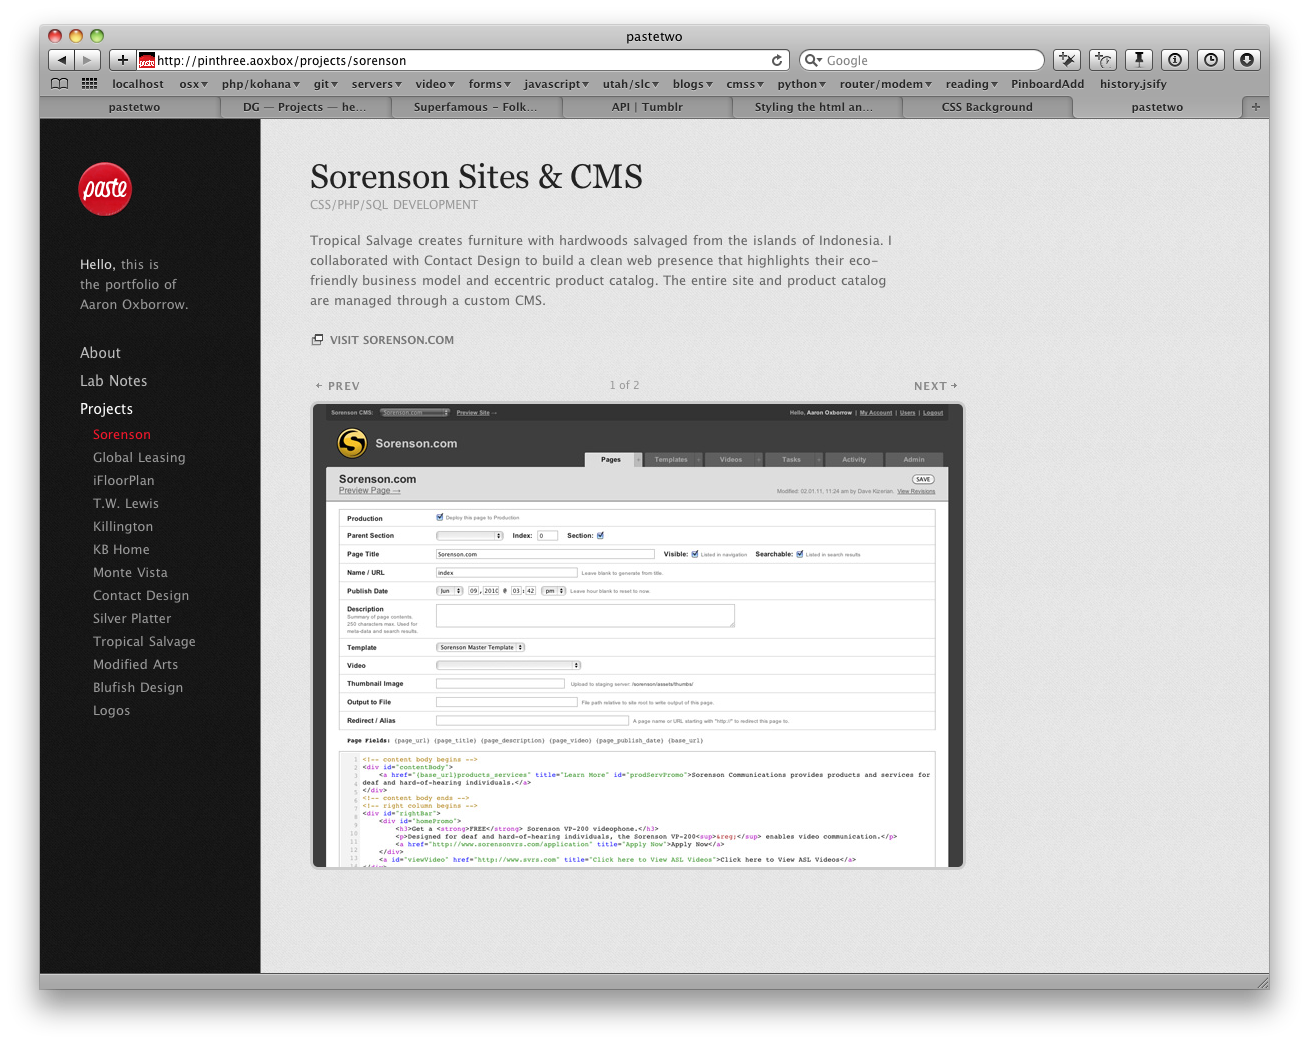 pastetwo
http://pinthree.aoxbox/projects/sorenson
Google
localhost osx▾ php/kohana▾ git▾ servers▾ video▾ forms▾ javascript▾ utah/slc▾ blogs▾ cmss▾ python▾ router/modem▾ reading▾ PinboardAdd history.jsify
pastetwo DG — Projects — he... Superfamous – Folk... API | Tumblr Styling the html an... CSS Background pastetwo
paste
Hello, this is
the portfolio of
Aaron Oxborrow.
About
Lab Notes
Projects
Sorenson
Global Leasing
iFloorPlan
T.W. Lewis
Killington
KB Home
Monte Vista
Contact Design
Silver Platter
Tropical Salvage
Modified Arts
Blufish Design
Logos
Sorenson Sites & CMS
CSS/PHP/SQL DEVELOPMENT
Tropical Salvage creates furniture with hardwoods salvaged from the islands of Indonesia. I
collaborated with Contact Design to build a clean web presence that highlights their eco-
friendly business model and eccentric product catalog. The entire site and product catalog
are managed through a custom CMS.
VISIT SORENSON.COM
← PREV 1 of 2 NEXT →
Sorenson CMS: Sorenson.com Preview Site → Hello, Aaron Oxborrow | My Account | Users | Logout
S Sorenson.com
Pages + Templates + Videos + Tasks + Activity Admin
Sorenson.com SAVE
Preview Page → Modified: 02.01.11, 11:24 am by Dave Kizerian. View Revisions
Production Deploy this page to Production
Parent Section Index: 0 Section:
Page Title Sorenson.com Visible: Listed in navigation Searchable: Listed in search results
Name / URL index Leave blank to generate from title.
Publish Date Jun 09, 2010 @ 03:42 pm Leave hour blank to reset to now.
Description
Summary of page contents.
250 characters max. Used for
meta-data and search results.
Template Sorenson Master Template
Video
Thumbnail Image Upload to staging server: /sorenson/assets/thumbs/
Output to File File path relative to site root to write output of this page.
Redirect / Alias A page name or URL starting with "http://" to redirect this page to.
Page Fields: {page_url} {page_title} {page_description} {page_video} {page_publish_date} {base_url}
1 <!-- content body begins -->
2 <div id="contentBody">
3 <a href="{base_url}products_services" title="Learn More" id="prodServPromo">Sorenson Communications provides products and services for
4 deaf and hard-of-hearing individuals.</a>
5 </div>
6 <!-- content body ends -->
7 <!-- right column begins -->
8 <div id="rightBar">
9 <div id="homePromo">
10 <h3>Get a <strong>FREE</strong> Sorenson VP-200 videophone.</h3>
11 <p>Designed for deaf and hard-of-hearing individuals, the Sorenson VP-200<sup>&reg;</sup> enables video communication.</p>
<a href="http://www.sorensonvrs.com/application" title="Apply Now">Apply Now</a>
12 </div>
13 <a id="viewVideo" href="http://www.svrs.com" title="Click here to View ASL Videos">Click here to View ASL Videos</a>